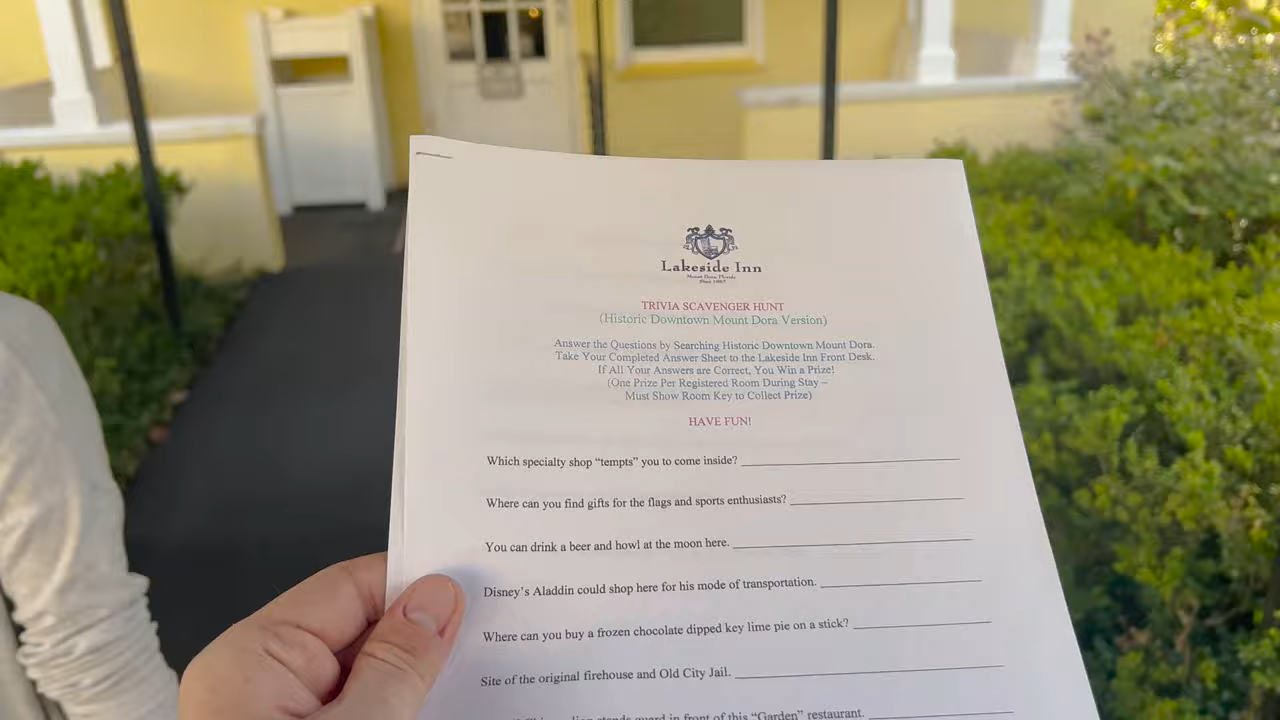 Lakeside Inn
Mount Dora, Florida
TRIVIA SCAVENGER HUNT
(Historic Downtown Mount Dora Version)
Answer the Questions by Searching Historic Downtown Mount Dora.
Take Your Completed Answer Sheet to the Lakeside Inn Front Desk.
If All Your Answers are Correct, You Win a Prize!
(One Prize Per Registered Room During Stay –
Must Show Room Key to Collect Prize)
HAVE FUN!
Which specialty shop “tempts” you to come inside?
Where can you find gifts for the flags and sports enthusiasts?
You can drink a beer and howl at the moon here.
Disney’s Aladdin could shop here for his mode of transportation.
Where can you buy a frozen chocolate dipped key lime pie on a stick?
Site of the original firehouse and Old City Jail.
stands guard in front of this “Garden” restaurant.